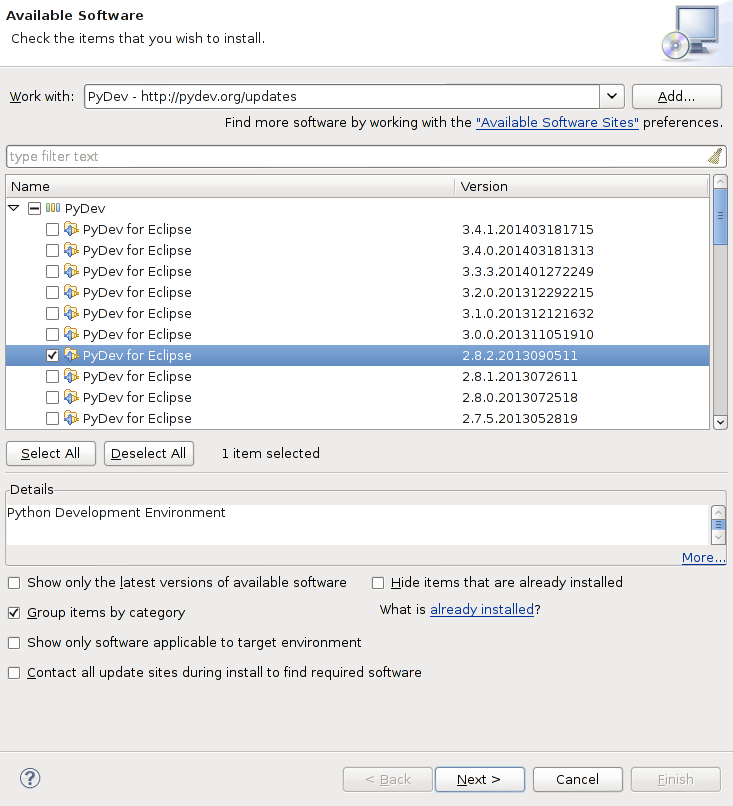 Available Software
Check the items that you wish to install.
Work with: PyDev - http://pydev.org/updates Add...
Find more software by working with the "Available Software Sites" preferences.
type filter text
Name Version
PyDev
PyDev for Eclipse 3.4.1.201403181715
PyDev for Eclipse 3.4.0.201403181313
PyDev for Eclipse 3.3.3.201401272249
PyDev for Eclipse 3.2.0.201312292215
PyDev for Eclipse 3.1.0.201312121632
PyDev for Eclipse 3.0.0.201311051910
PyDev for Eclipse 2.8.2.2013090511
PyDev for Eclipse 2.8.1.2013072611
PyDev for Eclipse 2.8.0.2013072518
PyDev for Eclipse 2.7.5.2013052819
Select All Deselect All 1 item selected
Details
Python Development Environment
More...
Show only the latest versions of available software Hide items that are already installed
Group items by category What is already installed?
Show only software applicable to target environment
Contact all update sites during install to find required software
? < Back Next > Cancel Finish